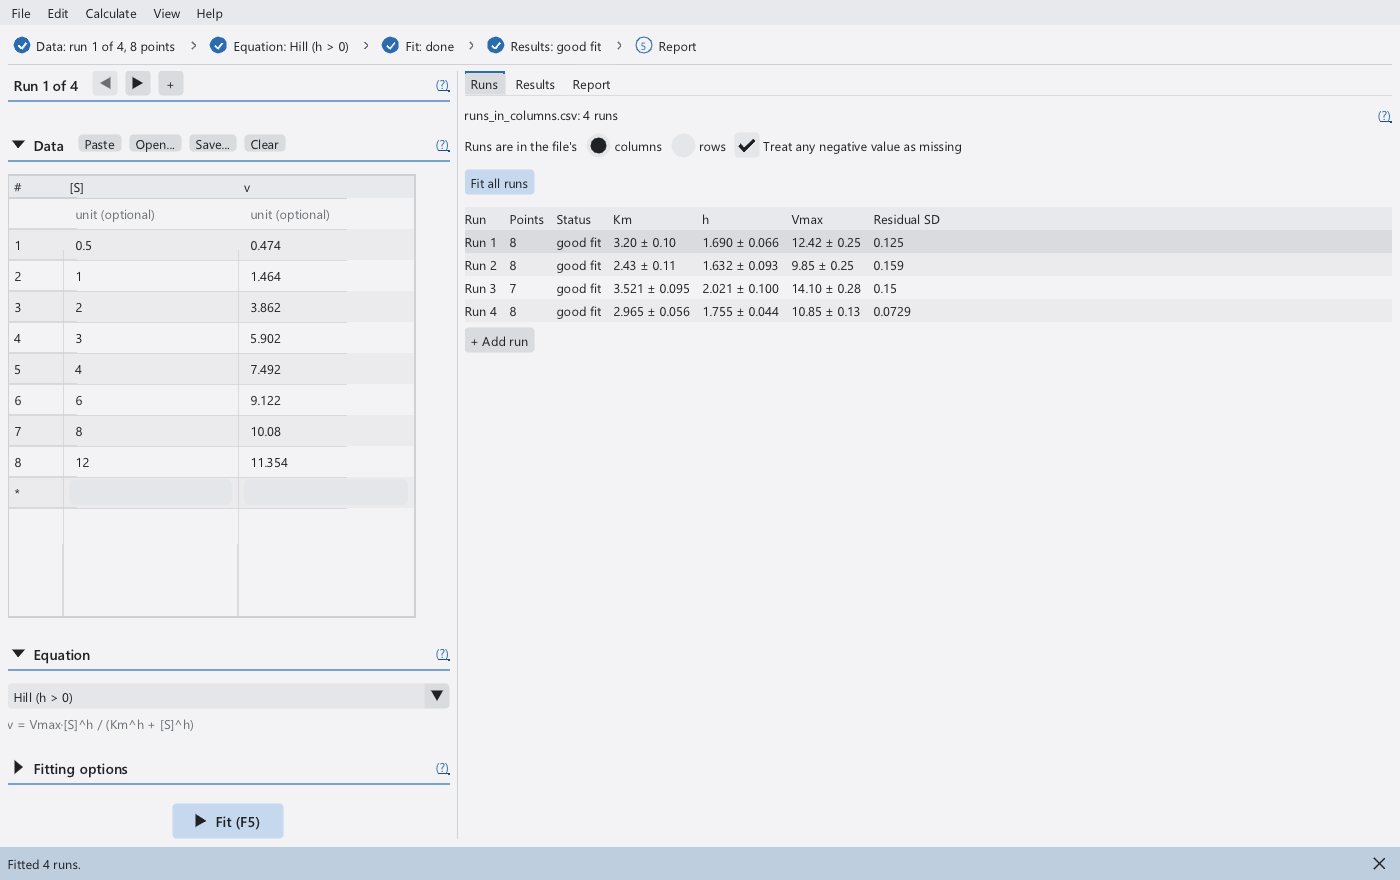 File Edit Calculate View Help
Data: run 1 of 4, 8 points > Equation: Hill (h > 0) > Fit: done > Results: good fit > 5 Report
Run 1 of 4 ◀ ▶ + (?)
Data Paste Open... Save... Clear (?)
# [S] v
unit (optional) unit (optional)
1 0.5 0.474
2 1 1.464
3 2 3.862
4 3 5.902
5 4 7.492
6 6 9.122
7 8 10.08
8 12 11.354
*
Equation (?)
Hill (h > 0)
v = Vmax·[S]^h / (Km^h + [S]^h)
Fitting options (?)
Fit (F5)
Runs Results Report
runs_in_columns.csv: 4 runs (?)
Runs are in the file's columns rows Treat any negative value as missing
Fit all runs
Run Points Status Km h Vmax Residual SD
Run 1 8 good fit 3.20 ± 0.10 1.690 ± 0.066 12.42 ± 0.25 0.125
Run 2 8 good fit 2.43 ± 0.11 1.632 ± 0.093 9.85 ± 0.25 0.159
Run 3 7 good fit 3.521 ± 0.095 2.021 ± 0.100 14.10 ± 0.28 0.15
Run 4 8 good fit 2.965 ± 0.056 1.755 ± 0.044 10.85 ± 0.13 0.0729
+ Add run
Fitted 4 runs.